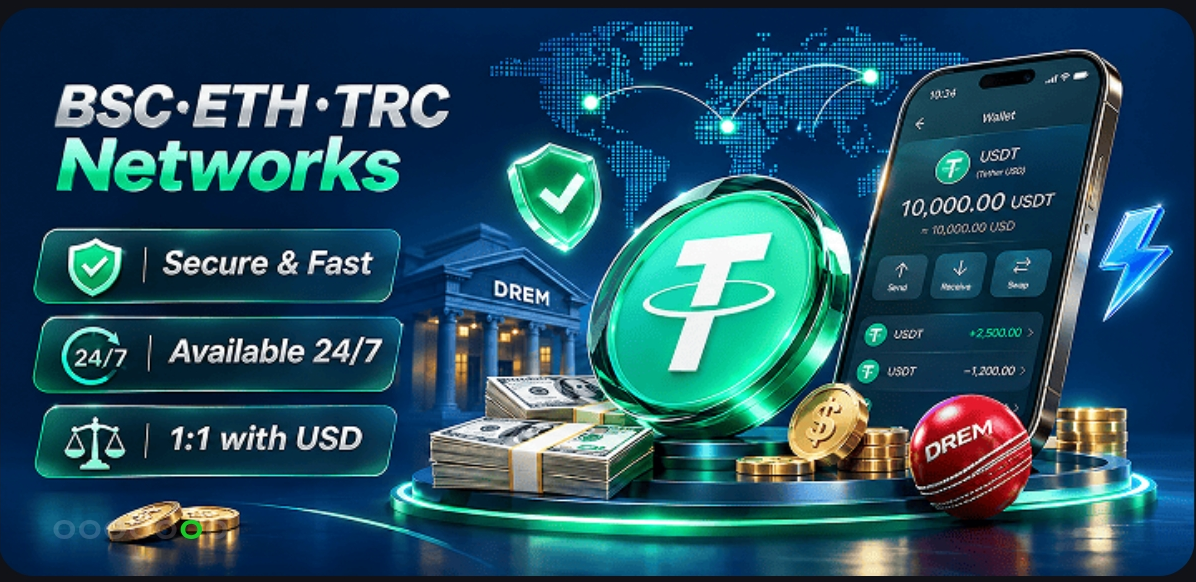 BSC·ETH·TRC
Networks
Secure & Fast
24/7
Available 24/7
1:1 with USD
DREM
10:34
Wallet
USDT
(Tether USD)
10,000.00 USDT
≈ 10,000.00 USD
Send
Receive
Swap
USDT +2,500.00
USDT -1,200.00
DREM